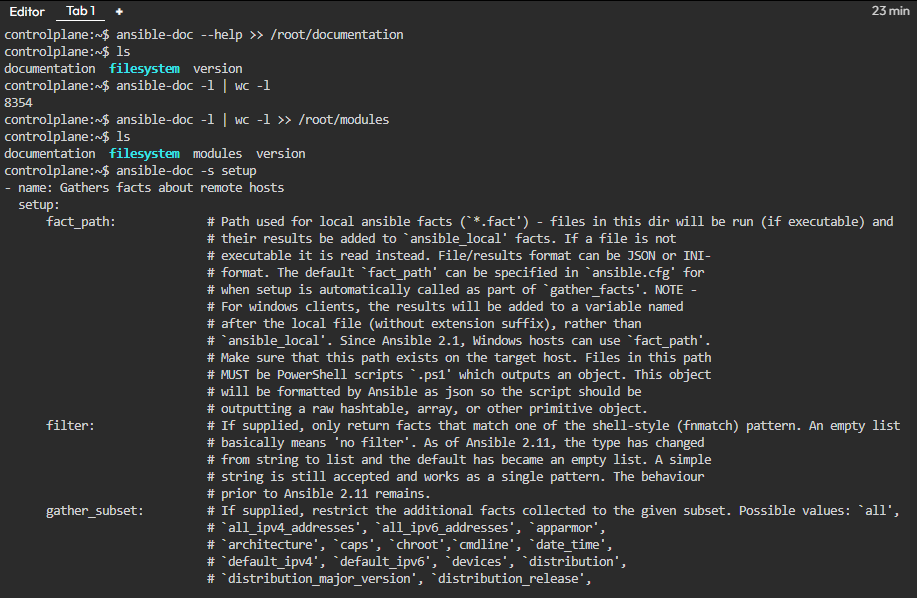 Editor Tab 1 + 23 min
controlplane:~$ ansible-doc --help >> /root/documentation
controlplane:~$ ls
documentation  filesystem  version
controlplane:~$ ansible-doc -l | wc -l
8354
controlplane:~$ ansible-doc -l | wc -l >> /root/modules
controlplane:~$ ls
documentation  filesystem  modules  version
controlplane:~$ ansible-doc -s setup
- name: Gathers facts about remote hosts
  setup:
      fact_path:             # Path used for local ansible facts (`*.fact') - files in this dir will be run (if executable) and
                             # their results be added to `ansible_local' facts. If a file is not
                             # executable it is read instead. File/results format can be JSON or INI-
                             # format. The default `fact_path' can be specified in `ansible.cfg' for
                             # when setup is automatically called as part of `gather_facts'. NOTE -
                             # For windows clients, the results will be added to a variable named
                             # after the local file (without extension suffix), rather than
                             # `ansible_local'. Since Ansible 2.1, Windows hosts can use `fact_path'.
                             # Make sure that this path exists on the target host. Files in this path
                             # MUST be PowerShell scripts `.ps1' which outputs an object. This object
                             # will be formatted by Ansible as json so the script should be
                             # outputting a raw hashtable, array, or other primitive object.
      filter:                # If supplied, only return facts that match one of the shell-style (fnmatch) pattern. An empty list
                             # basically means 'no filter'. As of Ansible 2.11, the type has changed
                             # from string to list and the default has became an empty list. A simple
                             # string is still accepted and works as a single pattern. The behaviour
                             # prior to Ansible 2.11 remains.
      gather_subset:         # If supplied, restrict the additional facts collected to the given subset. Possible values: `all',
                             # `all_ipv4_addresses', `all_ipv6_addresses', `apparmor',
                             # `architecture', `caps', `chroot',`cmdline', `date_time',
                             # `default_ipv4', `default_ipv6', `devices', `distribution',
                             # `distribution_major_version', `distribution_release',